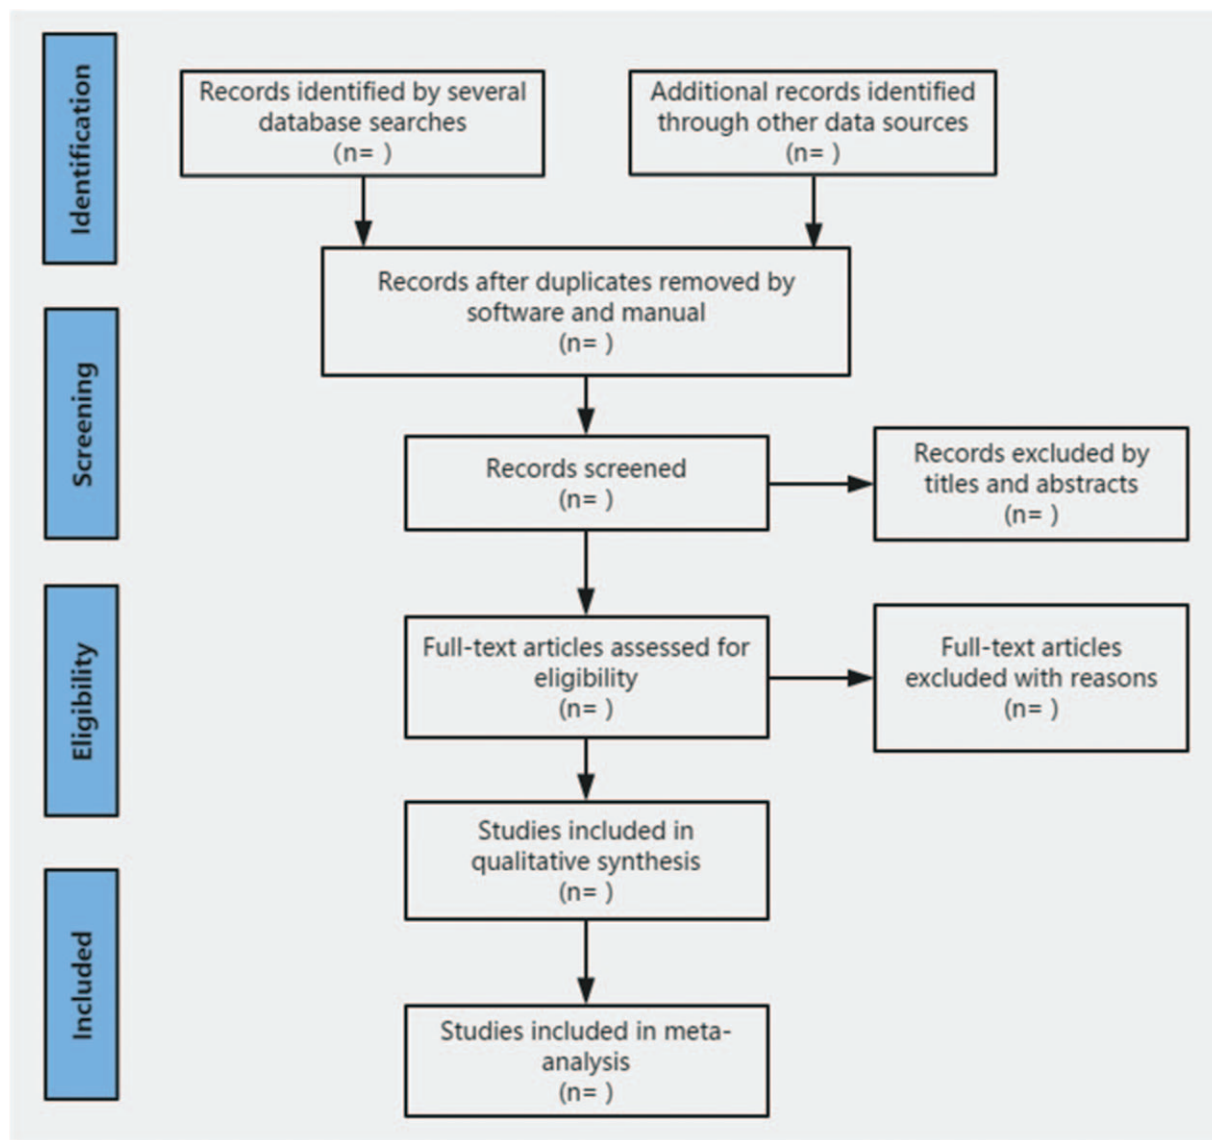 Identification
Records identified by several
database searches
(n= )
Additional records identified
through other data sources
(n= )
Records after duplicates removed by
software and manual
(n= )
Screening
Records screened
(n= )
Records excluded by
titles and abstracts
(n= )
Eligibility
Full-text articles assessed for
eligibility
(n= )
Full-text articles
excluded with reasons
(n= )
Studies included in
qualitative synthesis
(n= )
Included
Studies included in meta-
analysis
(n= )